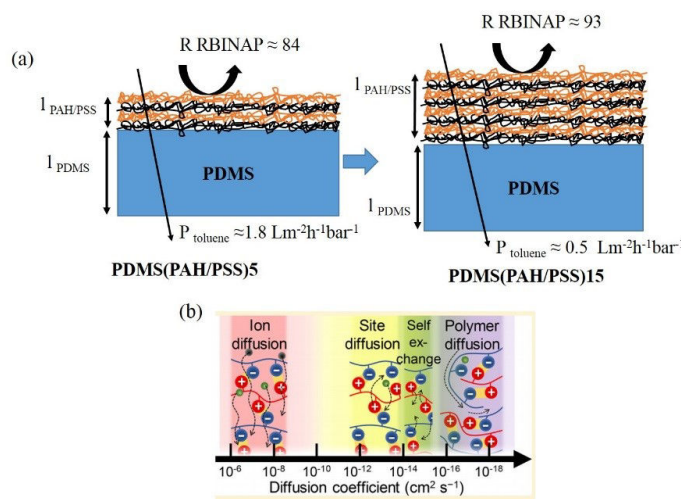 (a)
R RBINAP ≈ 84
l PAH/PSS
l PDMS
PDMS
P toluene ≈1.8 Lm⁻²h⁻¹bar⁻¹
PDMS(PAH/PSS)5
R RBINAP ≈ 93
l PAH/PSS
l PDMS
PDMS
P toluene ≈ 0.5 Lm⁻²h⁻¹bar⁻¹
PDMS(PAH/PSS)15
(b)
Ion
diffusion
Site
diffusion
Self
ex-
change
Polymer
diffusion
10⁻⁶ 10⁻⁸ 10⁻¹⁰ 10⁻¹² 10⁻¹⁴ 10⁻¹⁶ 10⁻¹⁸
Diffusion coefficient (cm² s⁻¹)